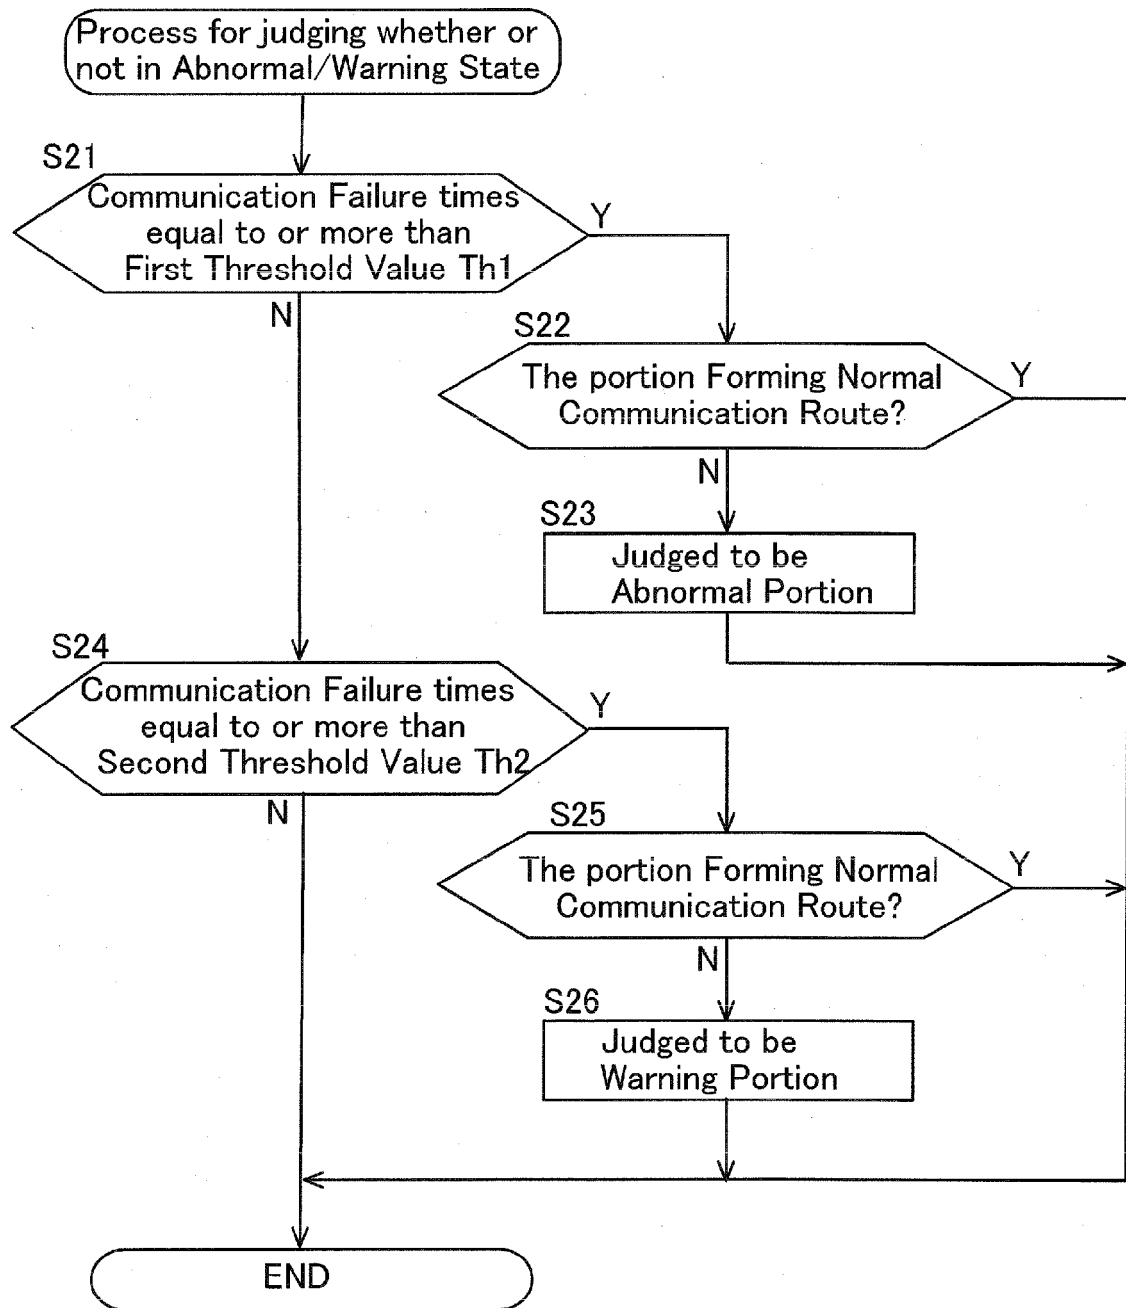 Process for judging whether or
not in Abnormal/Warning State
S21
Communication Failure times
equal to or more than
First Threshold Value Th1
Y
N
S22
The portion Forming Normal
Communication Route?
Y
N
S23
Judged to be
Abnormal Portion
S24
Communication Failure times
equal to or more than
Second Threshold Value Th2
Y
N
S25
The portion Forming Normal
Communication Route?
Y
N
S26
Judged to be
Warning Portion
END